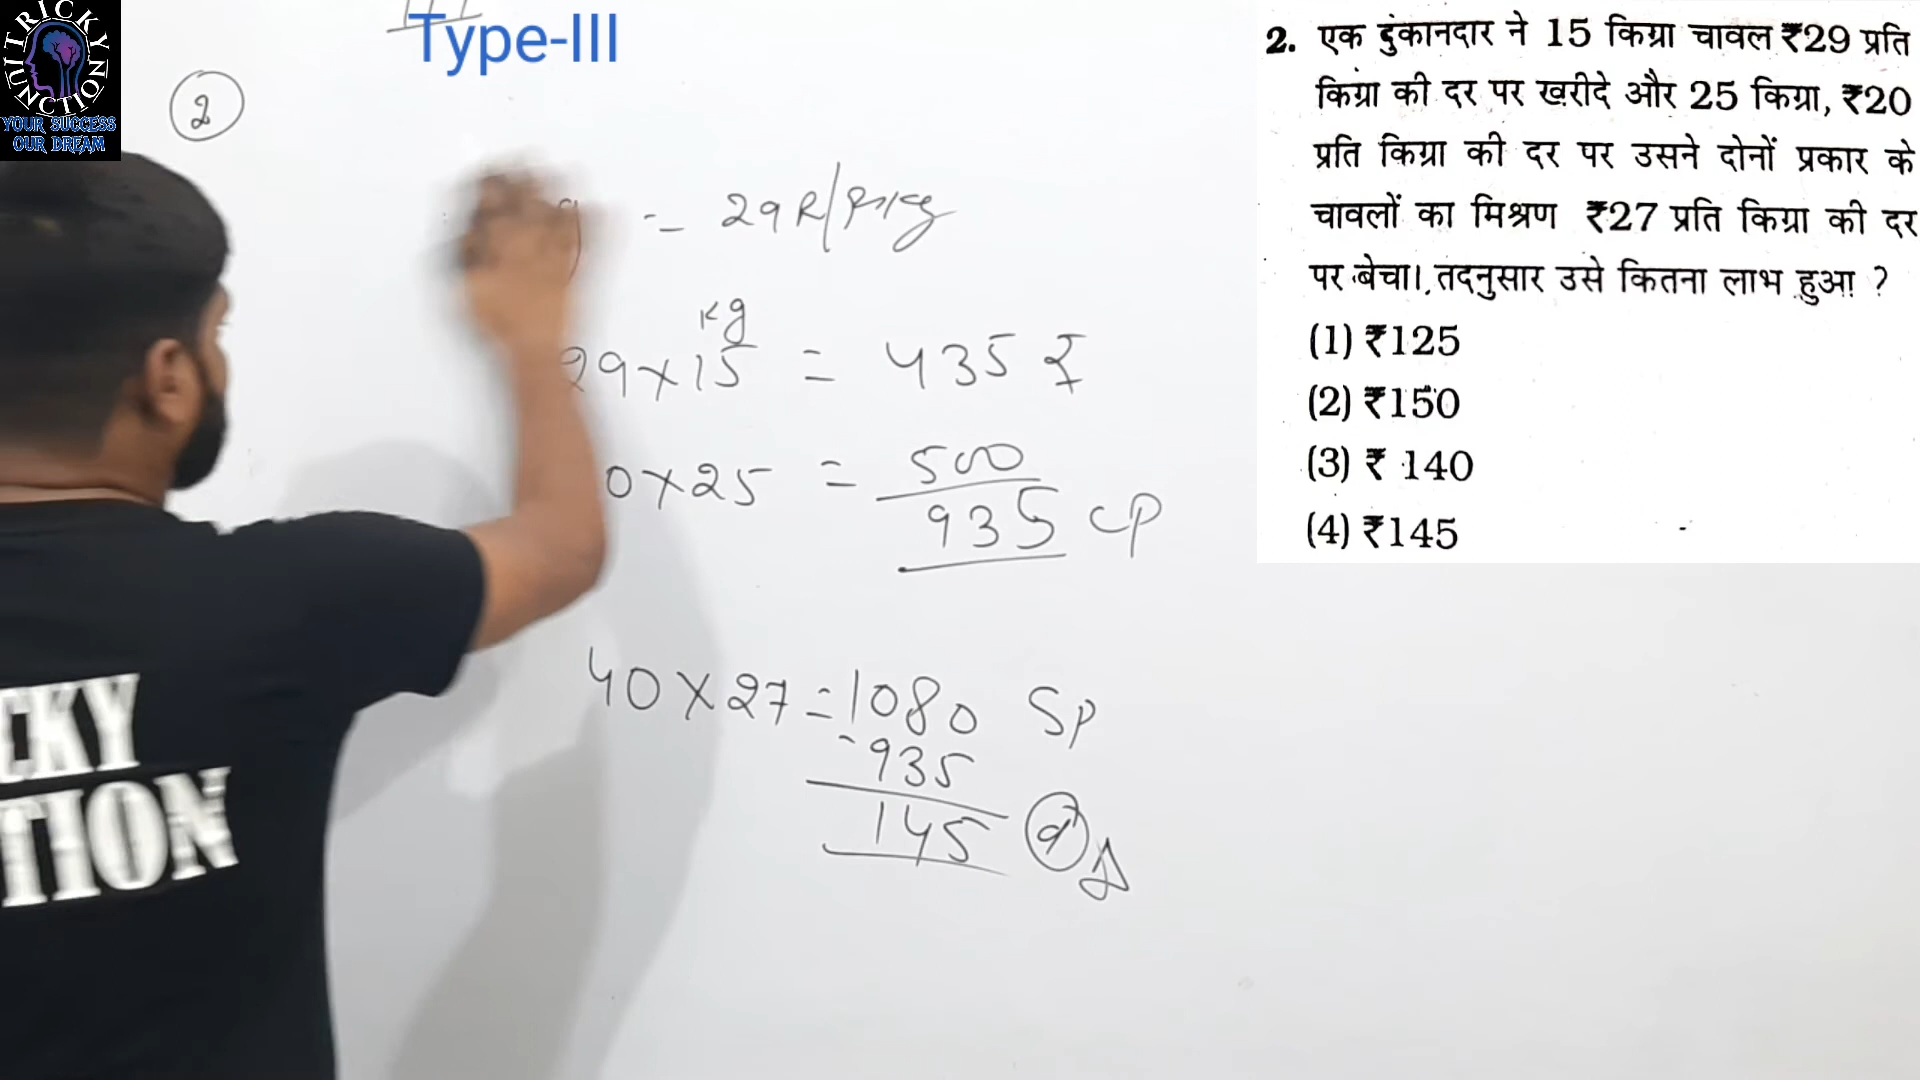 TRICKY
JUNCTION
YOUR SUCCESS
OUR DREAM
Type-III
2
= 29 R/
kg
29×15 = 435 ₹
0×25 = 500
935 CP
40×27=1080 SP
-935
145
CKY
TION
2. एक दुकानदार ने 15 किग्रा चावल ₹29 प्रति
किग्रा की दर पर खरीदे और 25 किग्रा, ₹20
प्रति किग्रा की दर पर उसने दोनों प्रकार के
चावलों का मिश्रण ₹27 प्रति किग्रा की दर
पर बेचा। तदनुसार उसे कितना लाभ हुआ ?
(1) ₹125
(2) ₹150
(3) ₹ 140
(4) ₹145